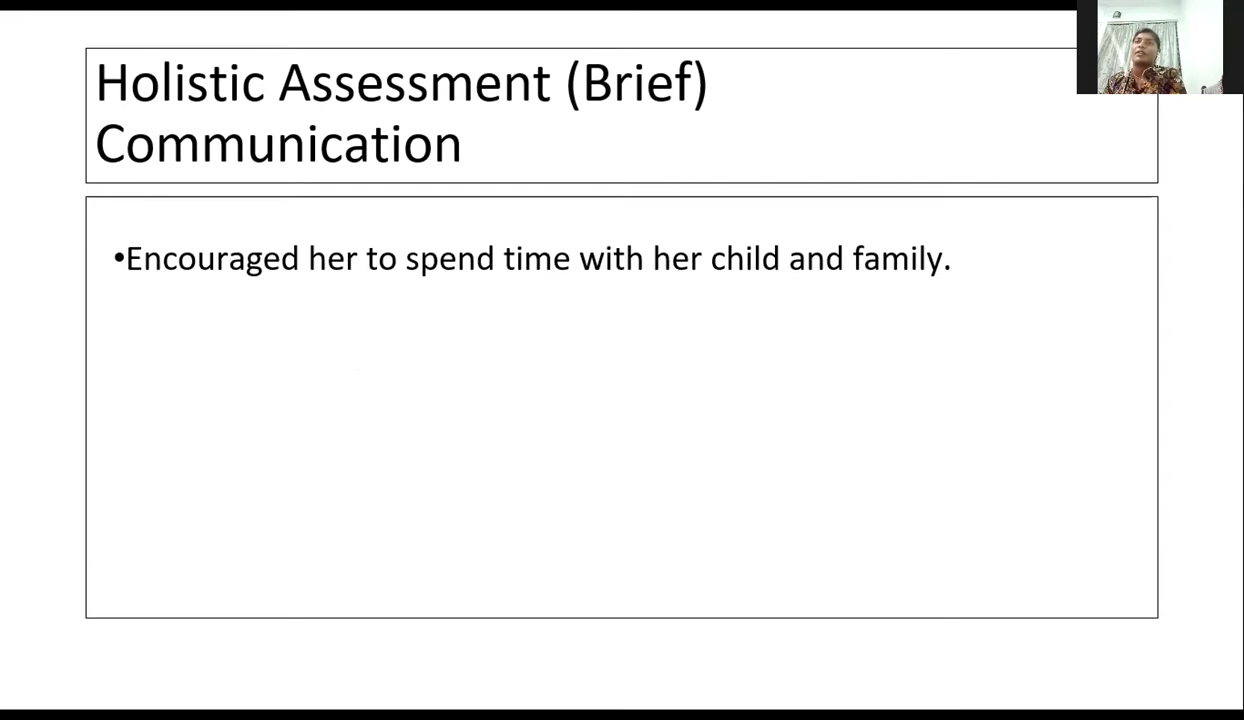 Holistic Assessment (Brief)
Communication
•Encouraged her to spend time with her child and family.